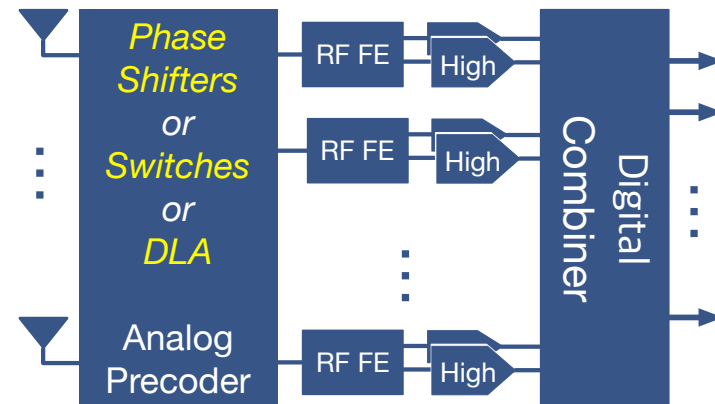 Phase
Shifters
or
Switches
or
DLA
Analog
Precoder
RF FE
High
RF FE
High
RF FE
High
Digital
Combiner